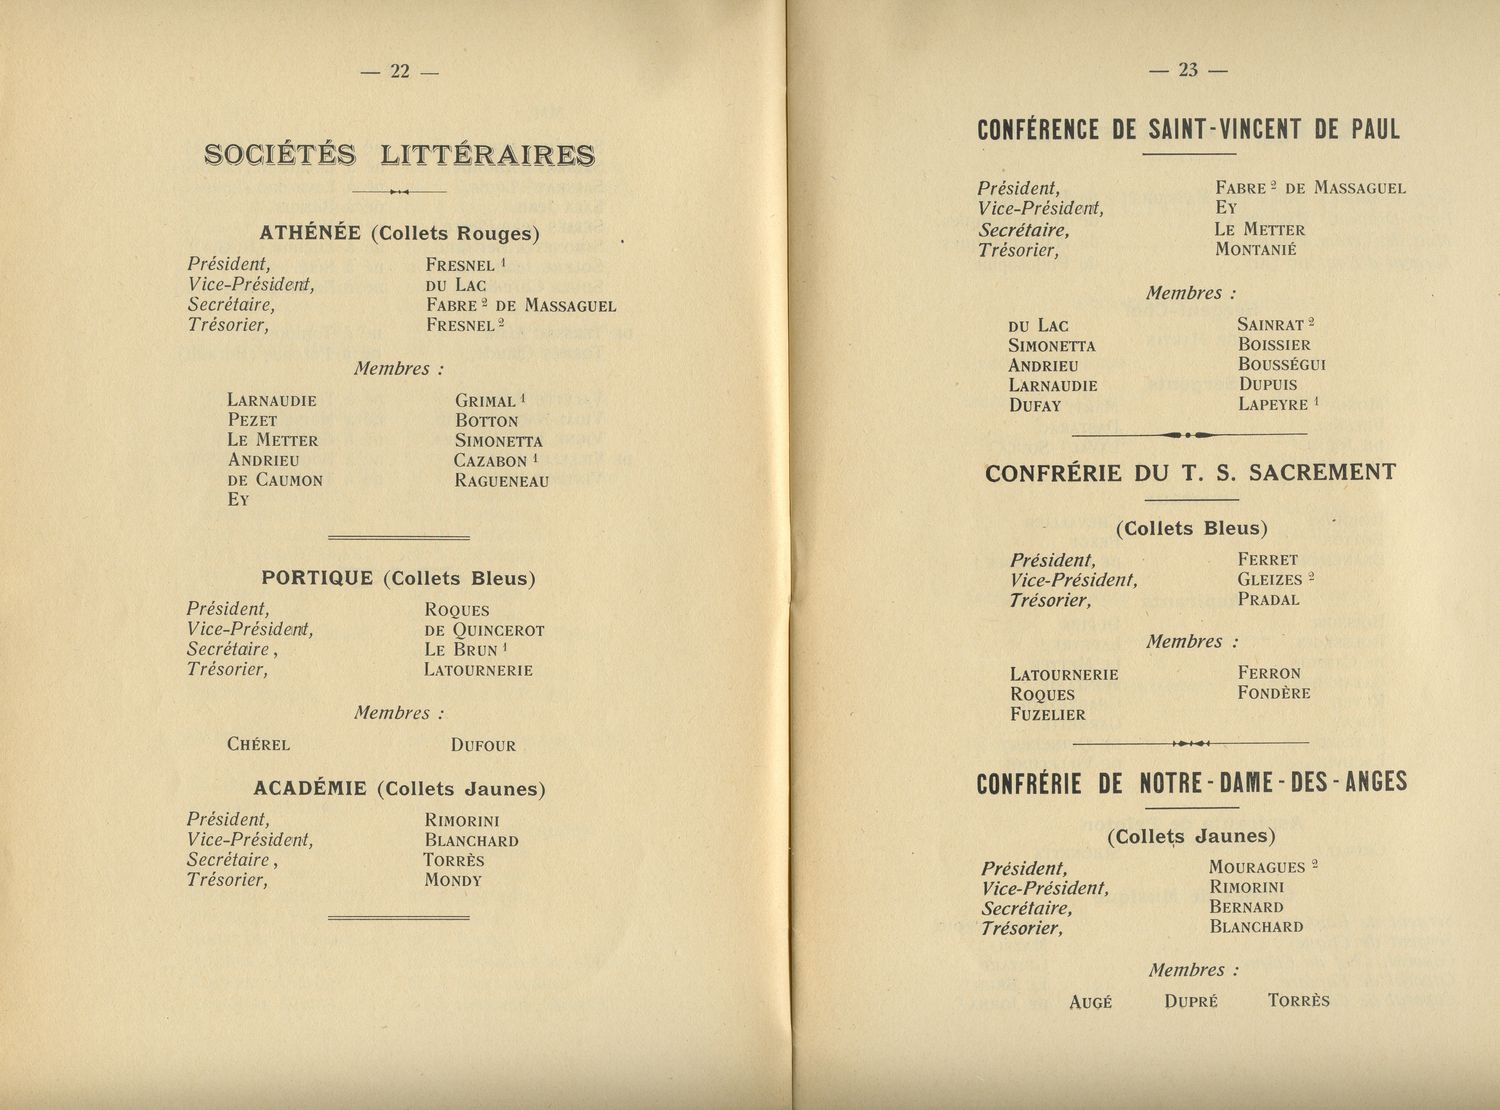 — 22 —
SOCIÉTÉS LITTÉRAIRES
ATHÉNÉE (Collets Rouges)
Président, FRESNEL 1
Vice-Président, DU LAC
Secrétaire, FABRE 2 DE MASSAGUEL
Trésorier, FRESNEL 2
Membres :
LARNAUDIE GRIMAL 1
PEZET BOTTON
LE METTER SIMONETTA
ANDRIEU CAZABON 1
DE CAUMON RAGUENEAU
EY
PORTIQUE (Collets Bleus)
Président, ROQUES
Vice-Président, DE QUINCEROT
Secrétaire, LE BRUN 1
Trésorier, LATOURNERIE
Membres :
CHÉREL DUFOUR
ACADÉMIE (Collets Jaunes)
Président, RIMORINI
Vice-Président, BLANCHARD
Secrétaire, TORRÈS
Trésorier, MONDY
— 23 —
CONFÉRENCE DE SAINT-VINCENT DE PAUL
Président, FABRE 2 DE MASSAGUEL
Vice-Président, EY
Secrétaire, LE METTER
Trésorier, MONTANIÉ
Membres :
DU LAC SAINRAT 2
SIMONETTA BOISSIER
ANDRIEU BOUSSÉGUI
LARNAUDIE DUPUIS
DUFAY LAPEYRE 1
CONFRÉRIE DU T. S. SACREMENT
(Collets Bleus)
Président, FERRET
Vice-Président, GLEIZES 2
Trésorier, PRADAL
Membres :
LATOURNERIE FERRON
ROQUES FONDÈRE
FUZELIER
CONFRÉRIE DE NOTRE-DAME-DES-ANGES
(Collets Jaunes)
Président, MOURAGUES 2
Vice-Président, RIMORINI
Secrétaire, BERNARD
Trésorier, BLANCHARD
Membres :
AUGÉ DUPRÉ TORRÈS